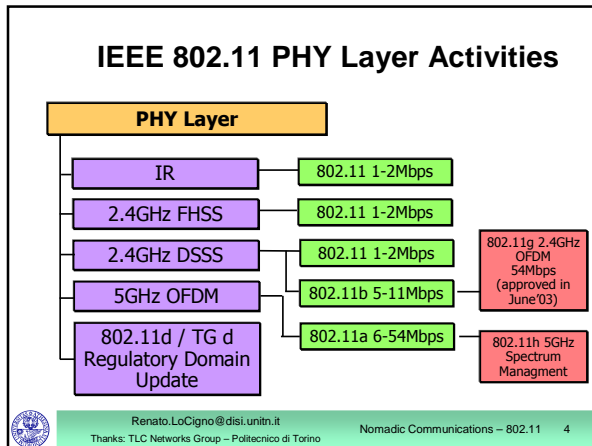 IEEE 802.11 PHY Layer Activities
PHY Layer
IR
802.11 1-2Mbps
2.4GHz FHSS
802.11 1-2Mbps
2.4GHz DSSS
802.11 1-2Mbps
802.11b 5-11Mbps
802.11g 2.4GHz
OFDM
54Mbps
(approved in
June'03)
5GHz OFDM
802.11a 6-54Mbps
802.11h 5GHz
Spectrum
Managment
802.11d / TG d
Regulatory Domain
Update
Renato.LoCigno@disi.unitn.it
Thanks: TLC Networks Group – Politecnico di Torino
Nomadic Communications – 802.11 4